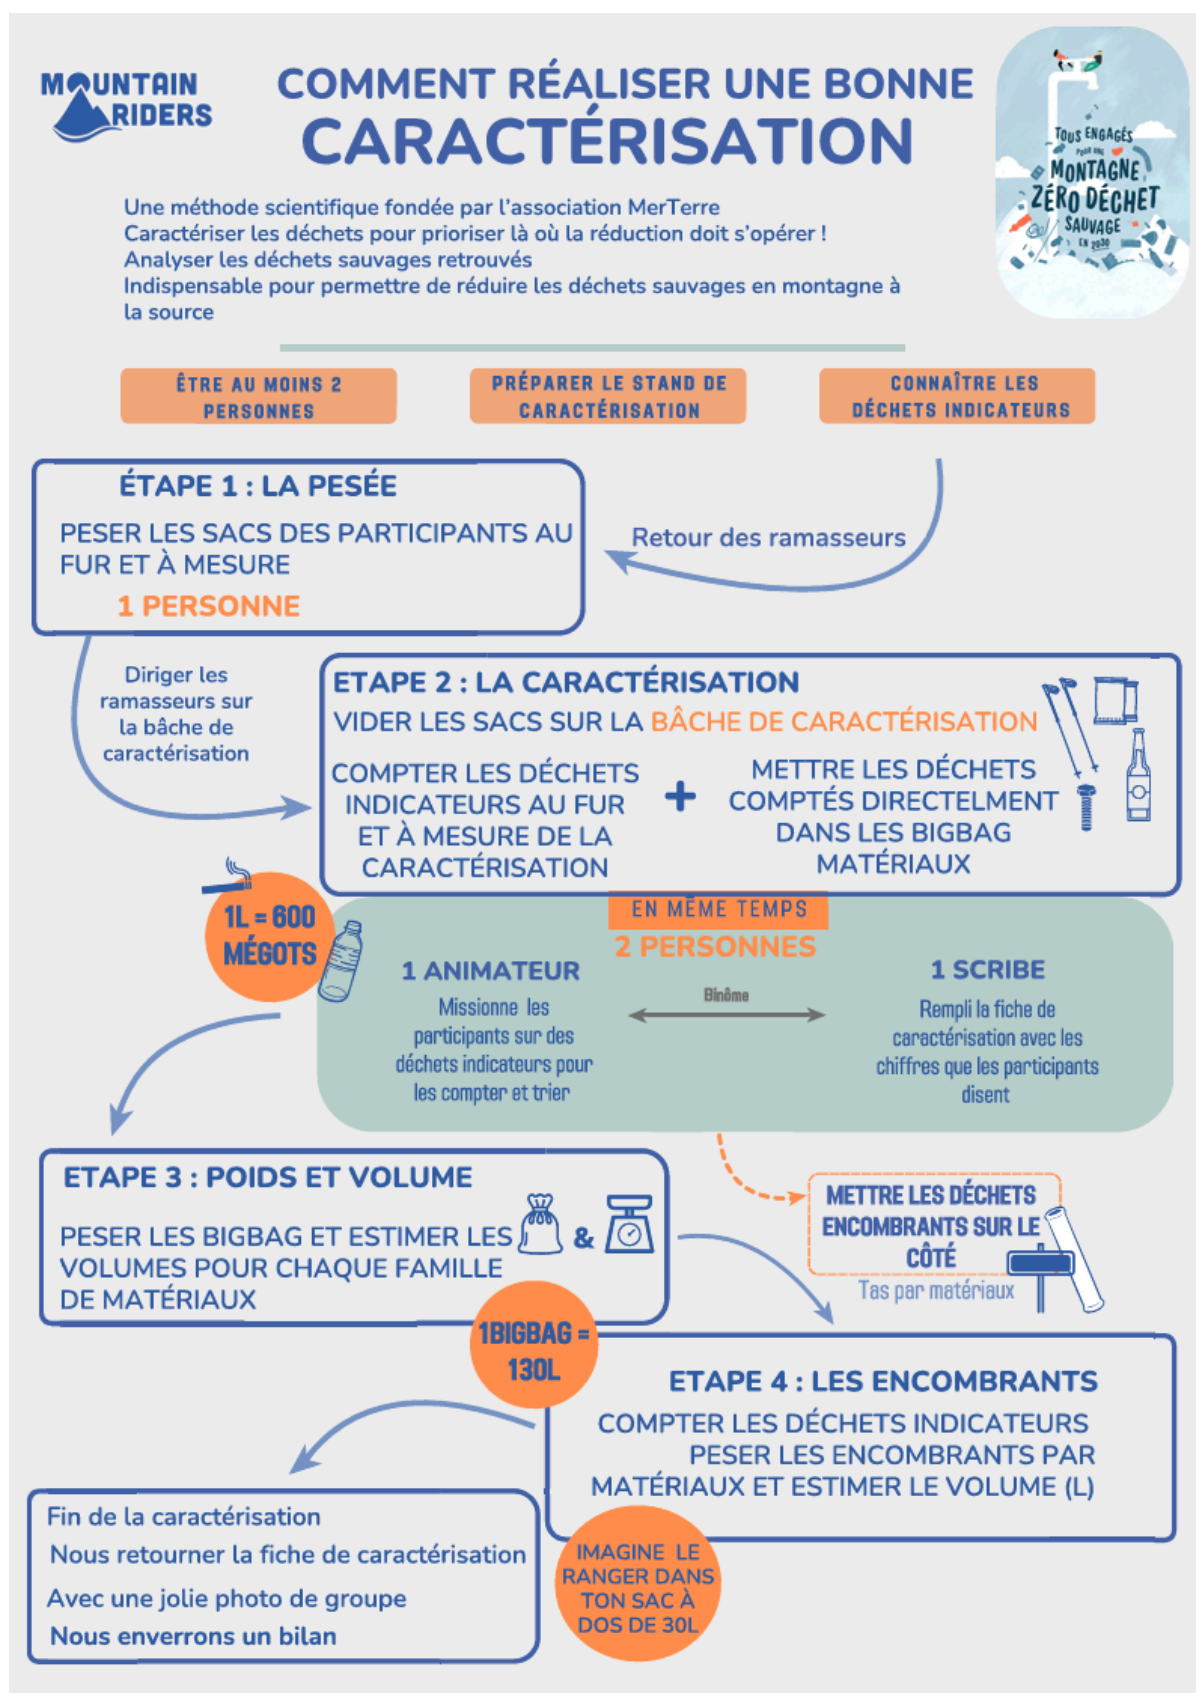 MOUNTAIN
RIDERS
COMMENT RÉALISER UNE BONNE
CARACTÉRISATION
TOUS ENGAGÉS
POUR UNE
MONTAGNE
ZÉRO DÉCHET
SAUVAGE
EN 2030
Une méthode scientifique fondée par l'association MerTerre
Caractériser les déchets pour prioriser là où la réduction doit s'opérer !
Analyser les déchets sauvages retrouvés
Indispensable pour permettre de réduire les déchets sauvages en montagne à
la source
ÊTRE AU MOINS 2
PERSONNES
PRÉPARER LE STAND DE
CARACTÉRISATION
CONNAÎTRE LES
DÉCHETS INDICATEURS
ÉTAPE 1 : LA PESÉE
PESER LES SACS DES PARTICIPANTS AU
FUR ET À MESURE
1 PERSONNE
Retour des ramasseurs
Diriger les
ramasseurs sur
la bâche de
caractérisation
ETAPE 2 : LA CARACTÉRISATION
VIDER LES SACS SUR LA BÂCHE DE CARACTÉRISATION
COMPTER LES DÉCHETS
INDICATEURS AU FUR
ET À MESURE DE LA
CARACTÉRISATION
+
METTRE LES DÉCHETS
COMPTÉS DIRECTELMENT
DANS LES BIGBAG
MATÉRIAUX
1L = 600
MÉGOTS
EN MÊME TEMPS
2 PERSONNES
1 ANIMATEUR
Missionne les
participants sur des
déchets indicateurs pour
les compter et trier
Binôme
1 SCRIBE
Rempli la fiche de
caractérisation avec les
chiffres que les participants
disent
ETAPE 3 : POIDS ET VOLUME
PESER LES BIGBAG ET ESTIMER LES
VOLUMES POUR CHAQUE FAMILLE
DE MATÉRIAUX
&
METTRE LES DÉCHETS
ENCOMBRANTS SUR LE
CÔTÉ
Tas par matériaux
1BIGBAG =
130L
ETAPE 4 : LES ENCOMBRANTS
COMPTER LES DÉCHETS INDICATEURS
PESER LES ENCOMBRANTS PAR
MATÉRIAUX ET ESTIMER LE VOLUME (L)
IMAGINE LE
RANGER DANS
TON SAC À
DOS DE 30L
Fin de la caractérisation
Nous retourner la fiche de caractérisation
Avec une jolie photo de groupe
Nous enverrons un bilan